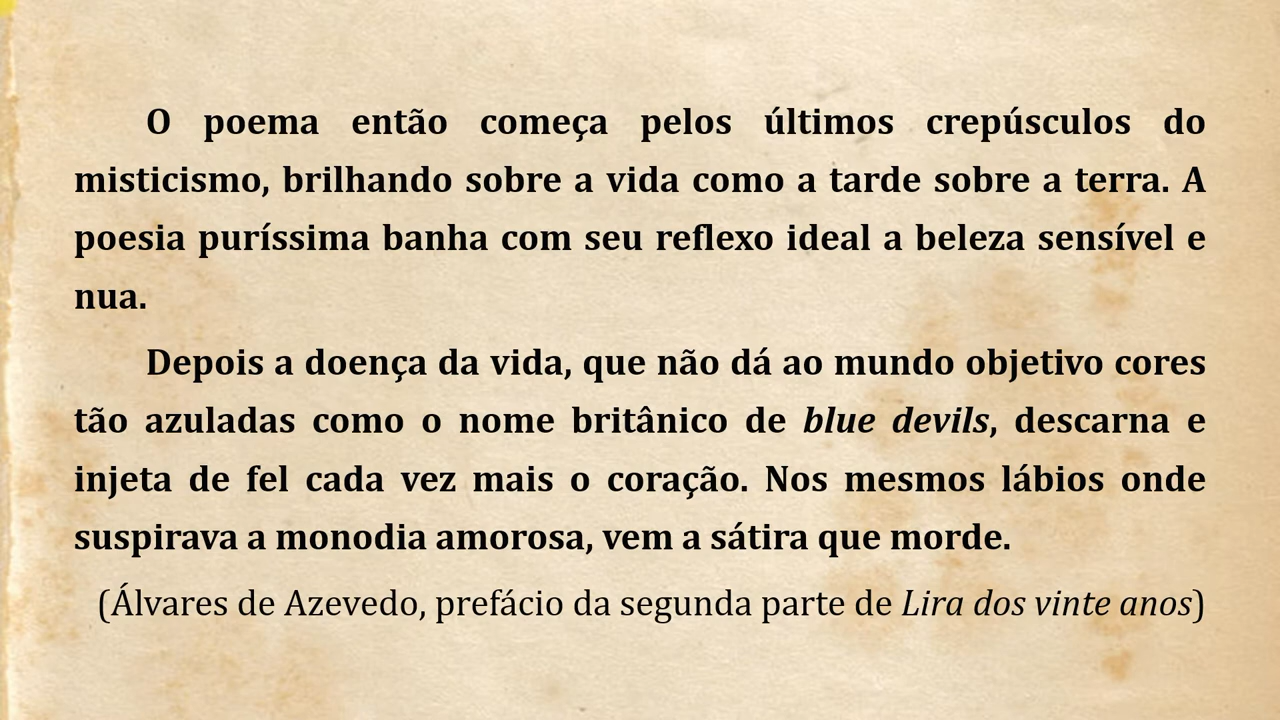 O poema então começa pelos últimos crepúsculos do
misticismo, brilhando sobre a vida como a tarde sobre a terra. A
poesia puríssima banha com seu reflexo ideal a beleza sensível e
nua.
Depois a doença da vida, que não dá ao mundo objetivo cores
tão azuladas como o nome britânico de blue devils, descarna e
injeta de fel cada vez mais o coração. Nos mesmos lábios onde
suspirava a monodia amorosa, vem a sátira que morde.
(Álvares de Azevedo, prefácio da segunda parte de Lira dos vinte anos)